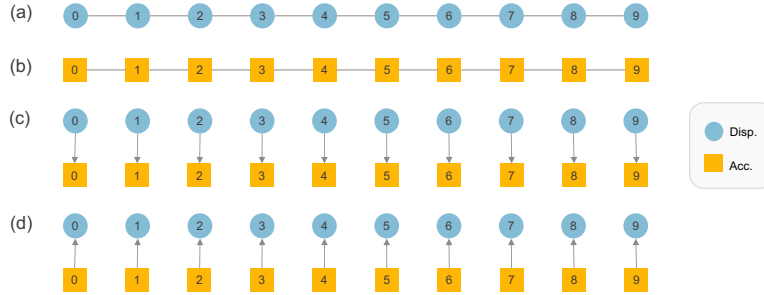 (a) 0 1 2 3 4 5 6 7 8 9
(b) 0 1 2 3 4 5 6 7 8 9
(c) 0 1 2 3 4 5 6 7 8 9
0 1 2 3 4 5 6 7 8 9
(d) 0 1 2 3 4 5 6 7 8 9
0 1 2 3 4 5 6 7 8 9
Disp.
Acc.